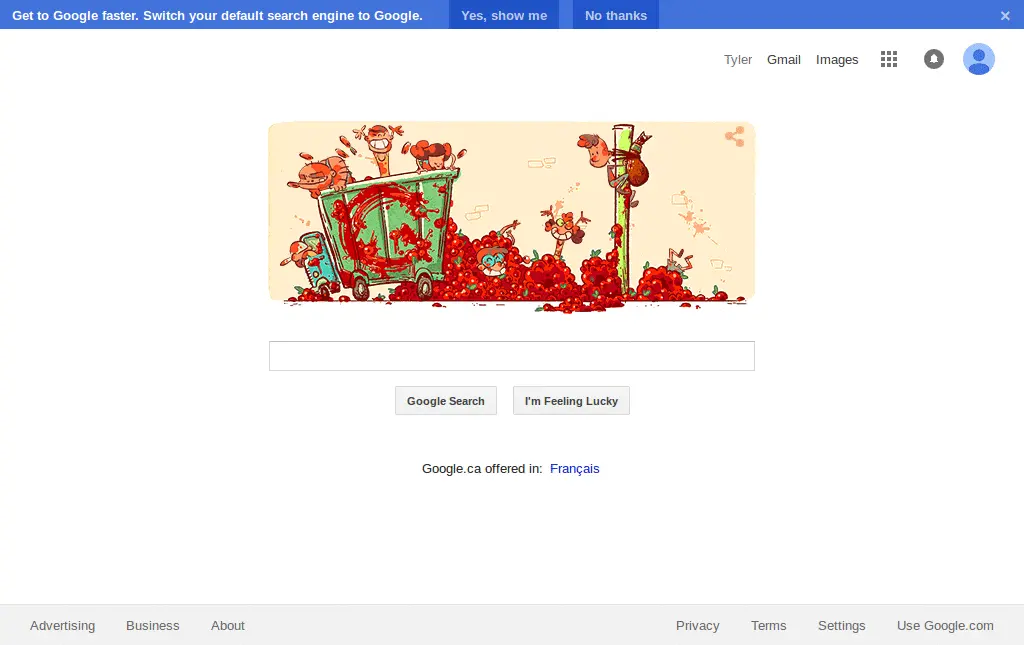 Get to Google faster. Switch your default search engine to Google. Yes, show me No thanks ×
Tyler Gmail Images
Google Search I'm Feeling Lucky
Google.ca offered in: Français
Advertising Business About Privacy Terms Settings Use Google.com